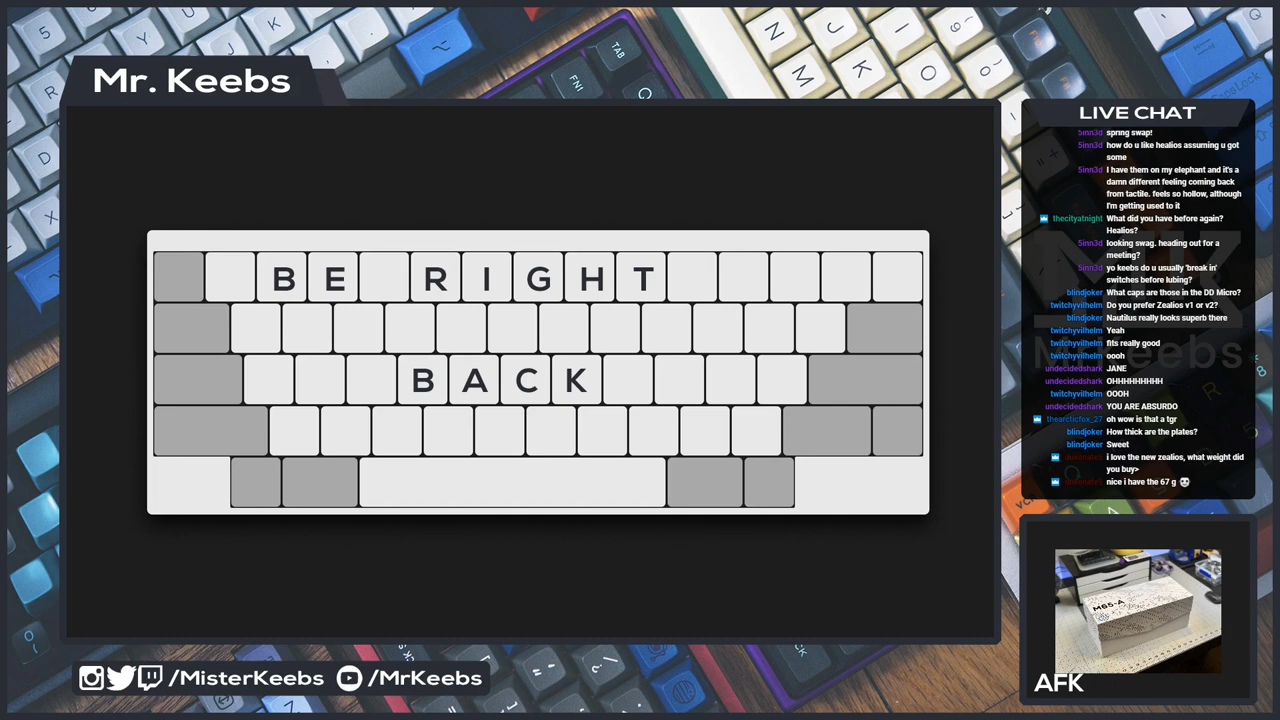 Mr. Keebs
BE RIGHT
BACK
LIVE CHAT
5inn3d spring swap!
5inn3d how do u like healios assuming u got
some
5inn3d I have them on my elephant and it's a
damn different feeling coming back
from tactile. feels so hollow, although
I'm getting used to it
thecityatnight What did you have before again?
Healios?
5inn3d looking swag. heading out for a
meeting?
5inn3d yo keebs do u usually 'break in'
switches before lubing?
blindjoker What caps are those in the DD Micro?
twitchyvilhelm Do you prefer Zealios v1 or v2?
blindjoker Nautilus really looks superb there
twitchyvilhelm Yeah
twitchyvilhelm fits really good
twitchyvilhelm oooh
undecidedshark JANE
undecidedshark OHHHHHHHHH
twitchyvilhelm OOOH
undecidedshark YOU ARE ABSURDO
thearcticfox_27 oh wow is that a tgr
blindjoker How thick are the plates?
blindjoker Sweet
i love the new zealios, what weight did
you buy>
nice i have the 67 g
MrKeebs
M65-A
AFK
/MisterKeebs /MrKeebs
TAB
FN1
CapsLock